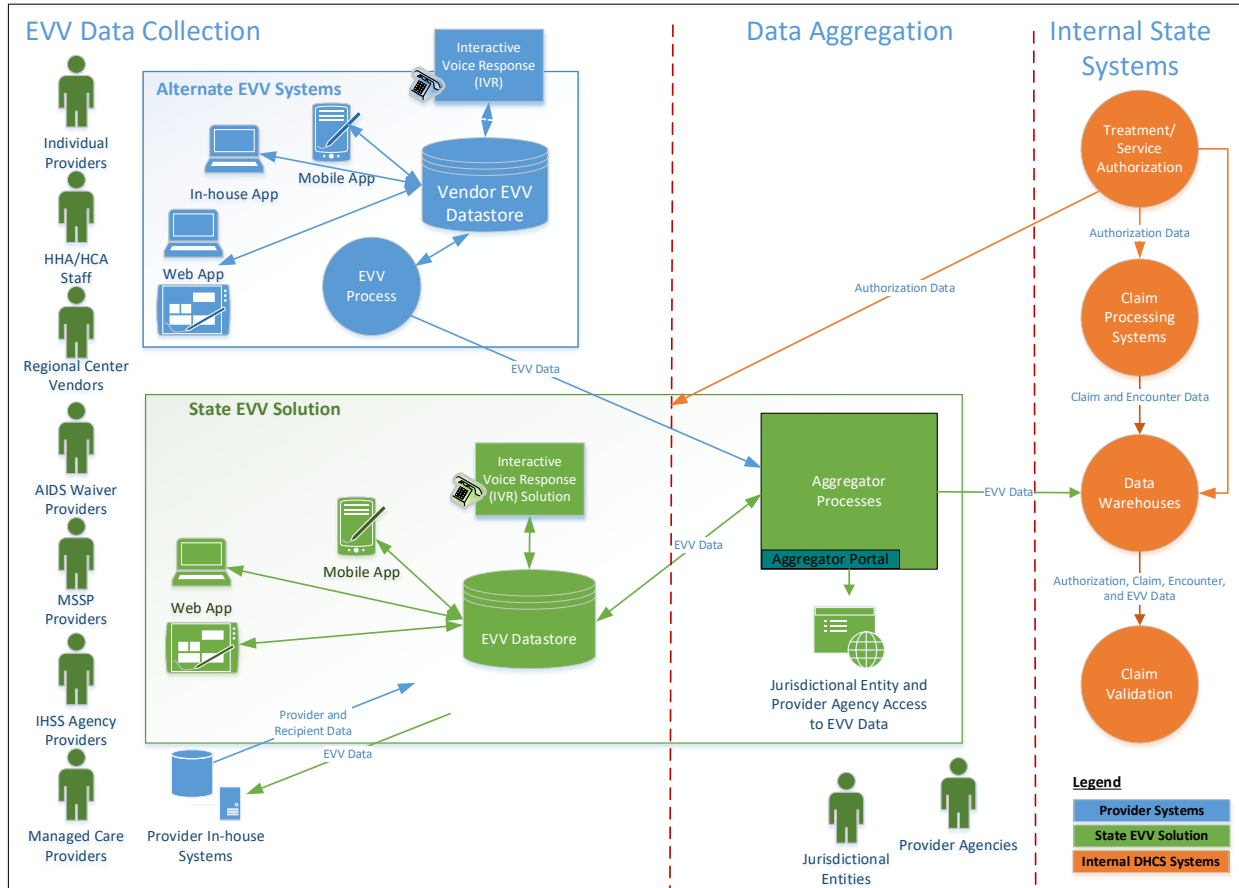 EVV Data Collection
Data Aggregation
Internal State
Systems
Individual
Providers
HHA/HCA
Staff
Regional Center
Vendors
AIDS Waiver
Providers
MSSP
Providers
IHSS Agency
Providers
Managed Care
Providers
Alternate EVV Systems
Interactive
Voice Response
(IVR)
Mobile App
In-house App
Vendor EVV
Datastore
Web App
EVV
Process
EVV Data
State EVV Solution
Interactive
Voice Response
(IVR) Solution
Mobile App
Web App
EVV Datastore
EVV Data
Provider and
Recipient Data
EVV Data
Provider In-house
Systems
Authorization Data
Aggregator
Processes
Aggregator Portal
EVV Data
Jurisdictional Entity and
Provider Agency Access
to EVV Data
Jurisdictional
Entities
Provider Agencies
Treatment/
Service
Authorization
Authorization Data
Claim
Processing
Systems
Claim and Encounter Data
Data
Warehouses
Authorization, Claim, Encounter,
and EVV Data
Claim
Validation
Legend
Provider Systems
State EVV Solution
Internal DHCS Systems